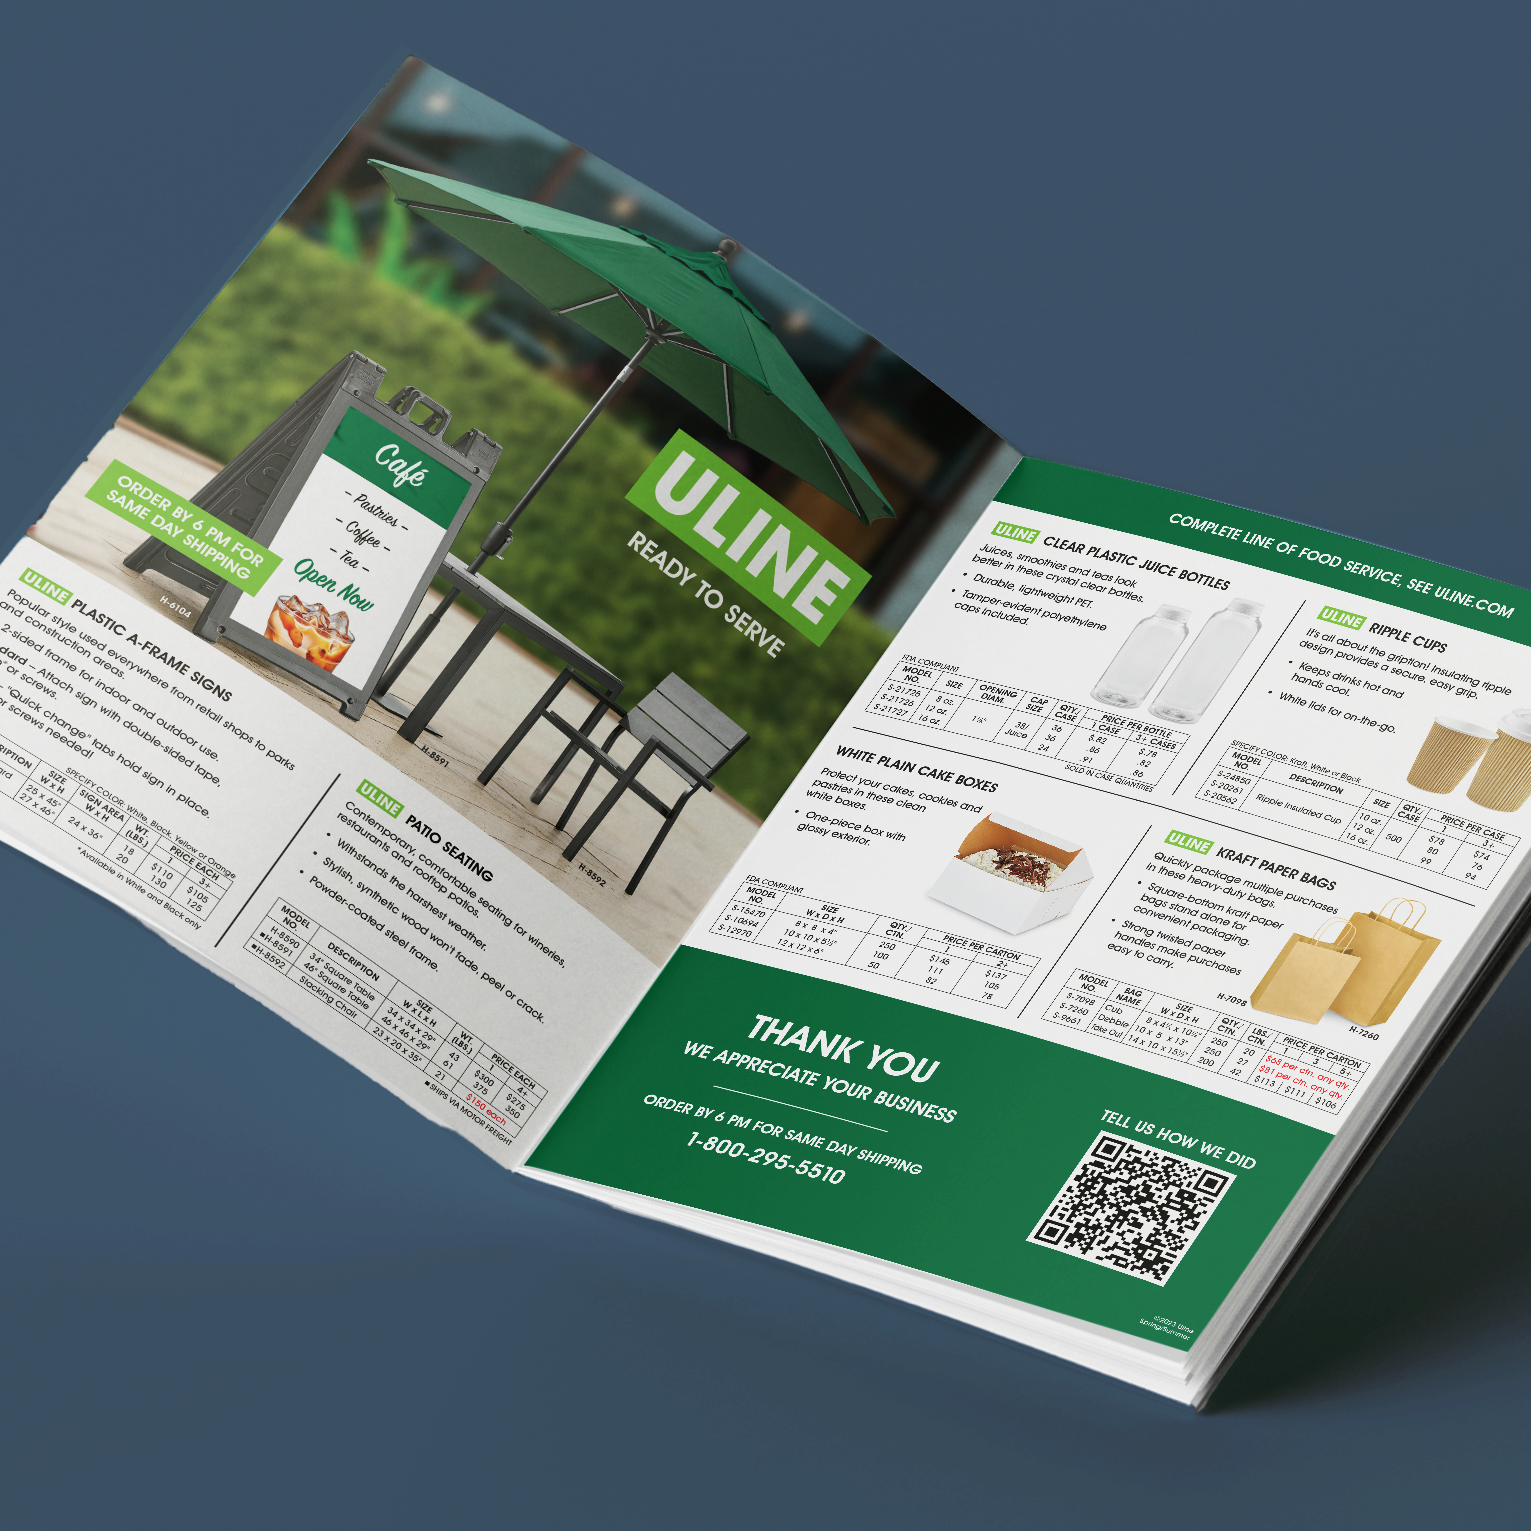 Café
– Pastries –
– Coffee –
– Tea –
Open Now
ORDER BY 6 PM FOR
SAME DAY SHIPPING
H-6104
ULINE
READY TO SERVE
H-8591
H-8592
ULINE PLASTIC A-FRAME SIGNS
Popular style used everywhere from retail shops to parks
and construction areas.
2-sided frame for indoor and outdoor use.
– Attach sign with double-sided tape,
or screws.
– "Quick change" tabs hold sign in place.
or screws needed!
SPECIFY COLOR: White, Black, Yellow or Orange
SIZE W x H SIGN AREA W x H WT. (LBS.) PRICE EACH
1 3+
25 x 45" 24 x 36" 18 $110 $105
27 x 46" 20 130 125
*Available in White and Black only
ULINE PATIO SEATING
Contemporary, comfortable seating for wineries,
restaurants and rooftop patios.
• Withstands the harshest weather.
• Stylish, synthetic wood won't fade, peel or crack.
• Powder-coated steel frame.
MODEL NO. DESCRIPTION SIZE W x L x H WT. (LBS.) PRICE EACH
1 4+
H-8590 34" Square Table 34 x 34 x 29" 43 $300 $275
■H-8591 46" Square Table 46 x 46 x 29" 61 375 350
■H-8592 Stacking Chair 23 x 20 x 35" 21 $150 each
■ SHIPS VIA MOTOR FREIGHT
COMPLETE LINE OF FOOD SERVICE, SEE ULINE.COM
ULINE CLEAR PLASTIC JUICE BOTTLES
Juices, smoothies and teas look
better in these crystal clear bottles.
• Durable, lightweight PET.
• Tamper-evident polyethylene
caps included.
FDA COMPLIANT
MODEL NO. SIZE OPENING DIAM. CAP SIZE QTY. CASE PRICE PER BOTTLE
1 CASE 3+ CASES
S-21725 8 oz. 1½" 38/ Juice 36 $.82 $.78
S-21726 12 oz. 36 .86 .82
S-21727 16 oz. 24 .91 .86
SOLD IN CASE QUANTITIES
ULINE RIPPLE CUPS
It's all about the gription! Insulating ripple
design provides a secure, easy grip.
• Keeps drinks hot and
hands cool.
• White lids for on-the-go.
SPECIFY COLOR: Kraft, White or Black
MODEL NO DESCRIPTION SIZE QTY. CASE PRICE PER CASE
1 3+
S-24850 Ripple Insulated Cup 10 oz. 500 $78 $74
S-20261 12 oz. 80 76
S-20562 16 oz. 99 94
WHITE PLAIN CAKE BOXES
Protect your cakes, cookies and
pastries in these clean
white boxes.
• One-piece box with
glossy exterior.
FDA COMPLIANT
MODEL NO. SIZE W x D x H QTY. CTN. PRICE PER CARTON
1 2+
S-15470 8 x 8 x 4" 250 $145 $137
S-10694 10 x 10 x 5½" 100 111 105
S-12970 12 x 12 x 6" 50 82 78
ULINE KRAFT PAPER BAGS
Quickly package multiple purchases
in these heavy-duty bags.
• Square-bottom kraft paper
bags stand alone for
convenient packaging.
• Strong twisted paper
handles make purchases
easy to carry.
H-7098
H-7260
MODEL NO. BAG NAME SIZE W x D x H QTY. CTN. LBS. CTN. PRICE PER CARTON
1 3 5+
S-7098 Cub 8 x 4½ x 10½" 250 20 $68 per ctn. any qty.
S-7260 Debbie 10 x 5 x 13" 250 27 $81 per ctn. any qty
S-9661 Take Out 14 x 10 x 15½" 200 42 $113 $111 $106
THANK YOU
WE APPRECIATE YOUR BUSINESS
ORDER BY 6 PM FOR SAME DAY SHIPPING
1-800-295-5510
TELL US HOW WE DID
©2023 Uline
Spring/Summer